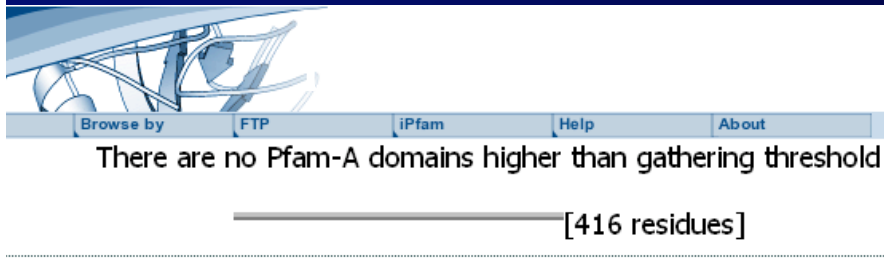 Browse by FTP iPfam Help About
There are no Pfam-A domains higher than gathering threshold
[416 residues]